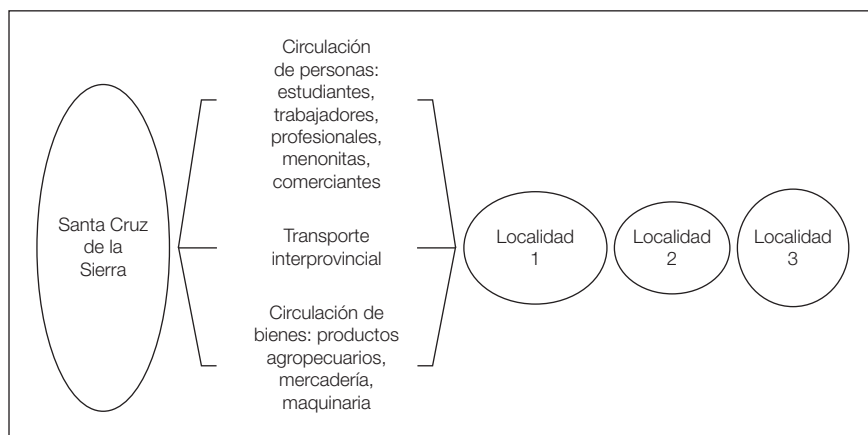 Santa Cruz
de la
Sierra
Circulación
de personas:
estudiantes,
trabajadores,
profesionales,
menonitas,
comerciantes
Transporte
interprovincial
Circulación de
bienes: productos
agropecuarios,
mercadería,
maquinaria
Localidad
1
Localidad
2
Localidad
3